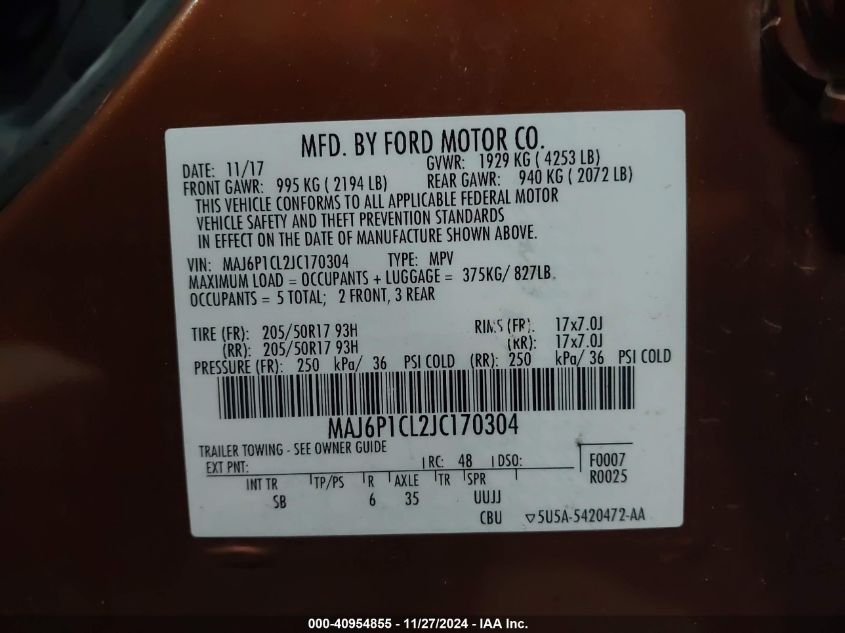 MFD. BY FORD MOTOR CO.
DATE: 11/17 GVWR: 1929 KG ( 4253 LB)
FRONT GAWR: 995 KG ( 2194 LB) REAR GAWR: 940 KG ( 2072 LB)
THIS VEHICLE CONFORMS TO ALL APPLICABLE FEDERAL MOTOR
VEHICLE SAFETY AND THEFT PREVENTION STANDARDS
IN EFFECT ON THE DATE OF MANUFACTURE SHOWN ABOVE.
VIN: MAJ6P1CL2JC170304 TYPE: MPV
MAXIMUM LOAD = OCCUPANTS + LUGGAGE = 375KG/ 827LB.
OCCUPANTS = 5 TOTAL; 2 FRONT, 3 REAR
TIRE (FR): 205/50R17 93H RIMS (FR): 17x7.0J
(RR): 205/50R17 93H (RR): 17x7.0J
PRESSURE (FR): 250 kPa/ 36 PSI COLD (RR): 250 kPa/ 36 PSI COLD
MAJ6P1CL2JC170304
TRAILER TOWING - SEE OWNER GUIDE
EXT PNT: RC: 48 DSO: F0007
R0025
INT TR TP/PS R AXLE TR SPR
SB 6 35 UUJJ
CBU ▽5U5A-5420472-AA
000-40954855 - 11/27/2024 - IAA Inc.